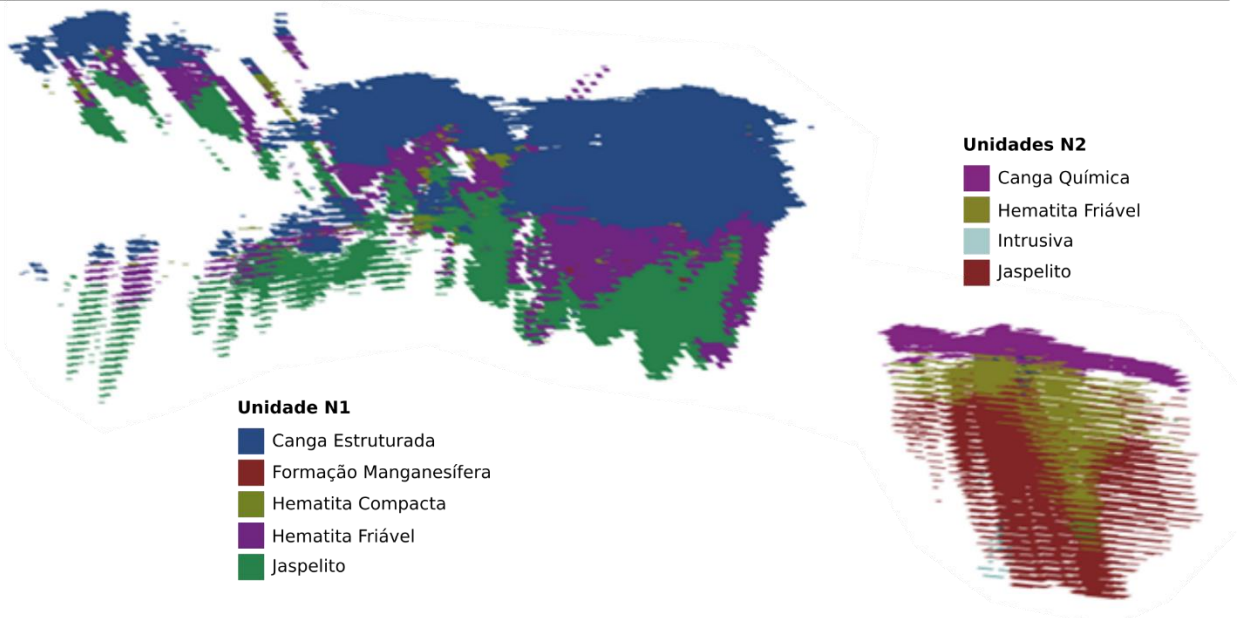 Unidades N2
Canga Química
Hematita Friável
Intrusiva
Jaspelito
Unidade N1
Canga Estruturada
Formação Manganesífera
Hematita Compacta
Hematita Friável
Jaspelito